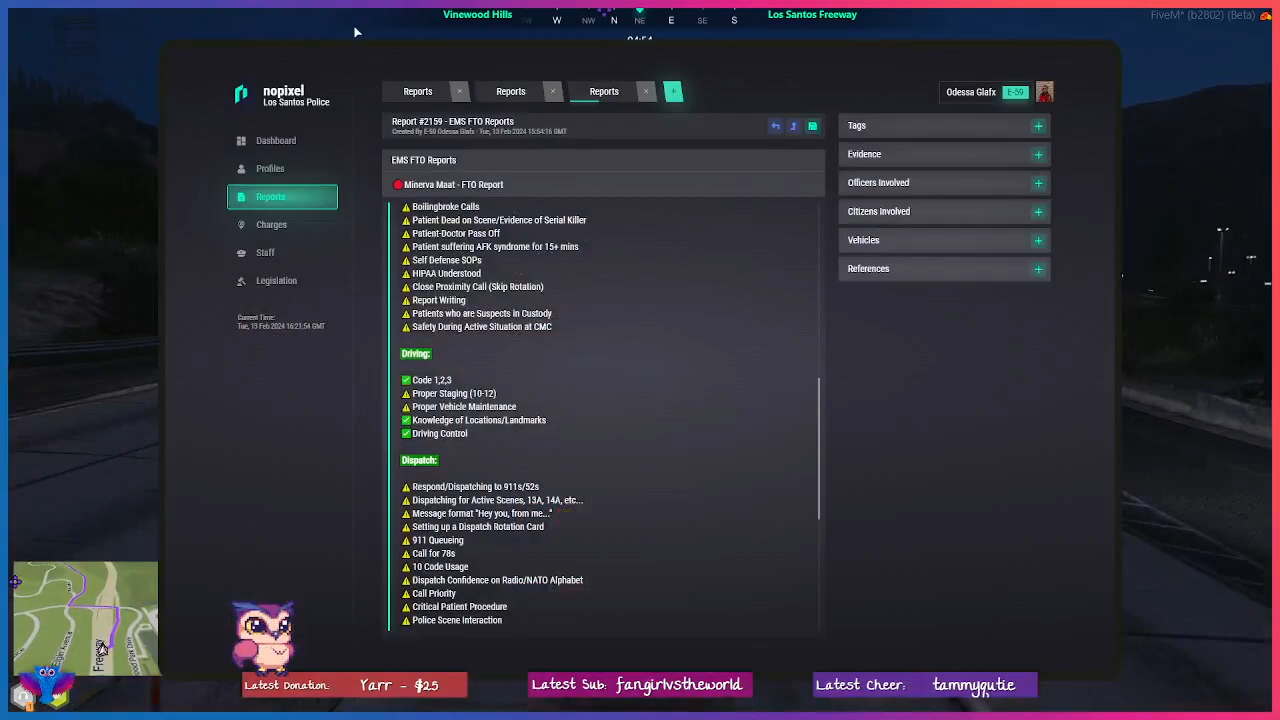 Vinewood Hills
W NW N NE E SE S
Los Santos Freeway
FiveM* (b2802) (Beta)
04:54
nopixel
Los Santos Police
Reports
Reports
Reports
Odessa Glafx E-59
Report #2159 - EMS FTO Reports
Created By E-59 Odessa Glafx - Tue, 13 Feb 2024 15:54:16 GMT
Dashboard
Profiles
Reports
Charges
Staff
Legislation
Current Time:
Tue, 13 Feb 2024 16:21:54 GMT
EMS FTO Reports
Minerva Maat - FTO Report
Boilingbroke Calls
Patient Dead on Scene/Evidence of Serial Killer
Patient-Doctor Pass Off
Patient suffering AFK syndrome for 15+ mins
Self Defense SOPs
HIPAA Understood
Close Proximity Call (Skip Rotation)
Report Writing
Patients who are Suspects in Custody
Safety During Active Situation at CMC
Driving:
Code 1,2,3
Proper Staging (10-12)
Proper Vehicle Maintenance
Knowledge of Locations/Landmarks
Driving Control
Dispatch:
Respond/Dispatching to 911s/52s
Dispatching for Active Scenes, 13A, 14A, etc...
Message format "Hey you, from me..."
Setting up a Dispatch Rotation Card
911 Queueing
Call for 78s
10 Code Usage
Dispatch Confidence on Radio/NATO Alphabet
Call Priority
Critical Patient Procedure
Police Scene Interaction
Tags
Evidence
Officers Involved
Citizens Involved
Vehicles
References
Freeway
Latest Donation: Yarr - $25
Latest Sub: fangirlvstheworld
Latest Cheer: tammyqutie